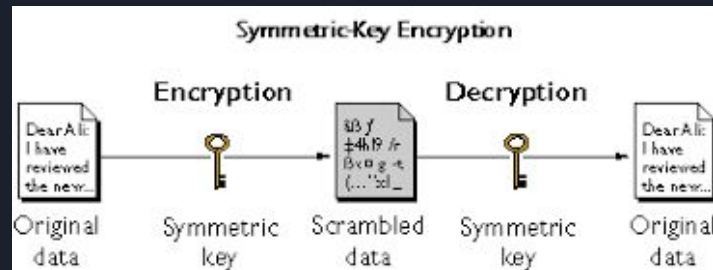 Symmetric-Key Encryption
Encryption
Decryption
Dear Ali:
I have
reviewed
the new...
Dear Ali:
I have
reviewed
the new...
Original
data
Symmetric
key
Scrambled
data
Symmetric
key
Original
data